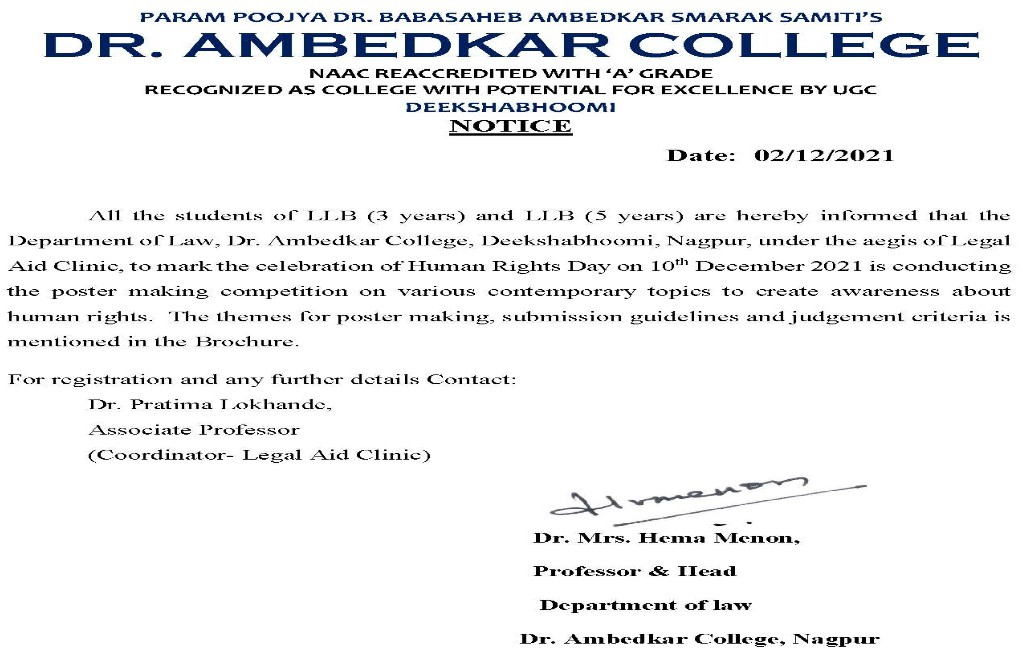 PARAM POOJYA DR. BABASAHEB AMBEDKAR SMARAK SAMITI'S
DR. AMBEDKAR COLLEGE
NAAC REACCREDITED WITH 'A' GRADE
RECOGNIZED AS COLLEGE WITH POTENTIAL FOR EXCELLENCE BY UGC
DEEKSHABHOOMI
NOTICE
Date: 02/12/2021
All the students of LLB (3 years) and LLB (5 years) are hereby informed that the
Department of Law, Dr. Ambedkar College, Deekshabhoomi, Nagpur, under the aegis of Legal
Aid Clinic, to mark the celebration of Human Rights Day on 10th December 2021 is conducting
the poster making competition on various contemporary topics to create awareness about
human rights. The themes for poster making, submission guidelines and judgement criteria is
mentioned in the Brochure.
For registration and any further details Contact:
Dr. Pratima Lokhande,
Associate Professor
(Coordinator- Legal Aid Clinic)
Hvmenon
Dr. Mrs. Hema Menon,
Professor & Head
Department of law
Dr. Ambedkar College, Nagpur